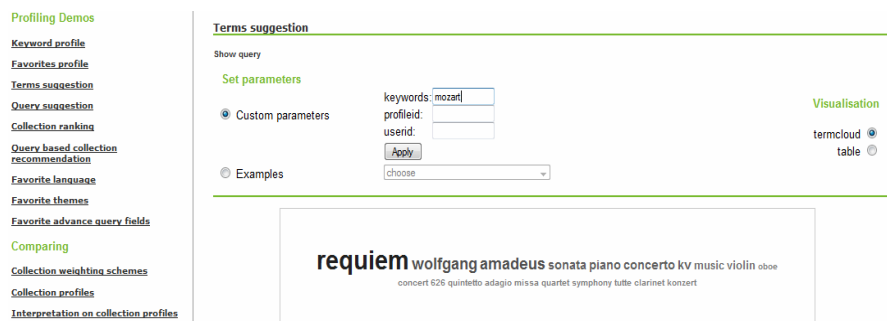 Profiling Demos
Keyword profile
Favorites profile
Terms suggestion
Query suggestion
Collection ranking
Query based collection
recommendation
Favorite language
Favorite themes
Favorite advance query fields
Comparing
Collection weighting schemes
Collection profiles
Interpretation on collection profiles
Terms suggestion
Show query
Set parameters
Custom parameters
keywords: mozart
profileid:
userid:
Apply
Examples
choose
Visualisation
termcloud
table
requiem wolfgang amadeus sonata piano concerto kv music violin oboe
concert 626 quintetto adagio missa quartet symphony tutte clarinet konzert